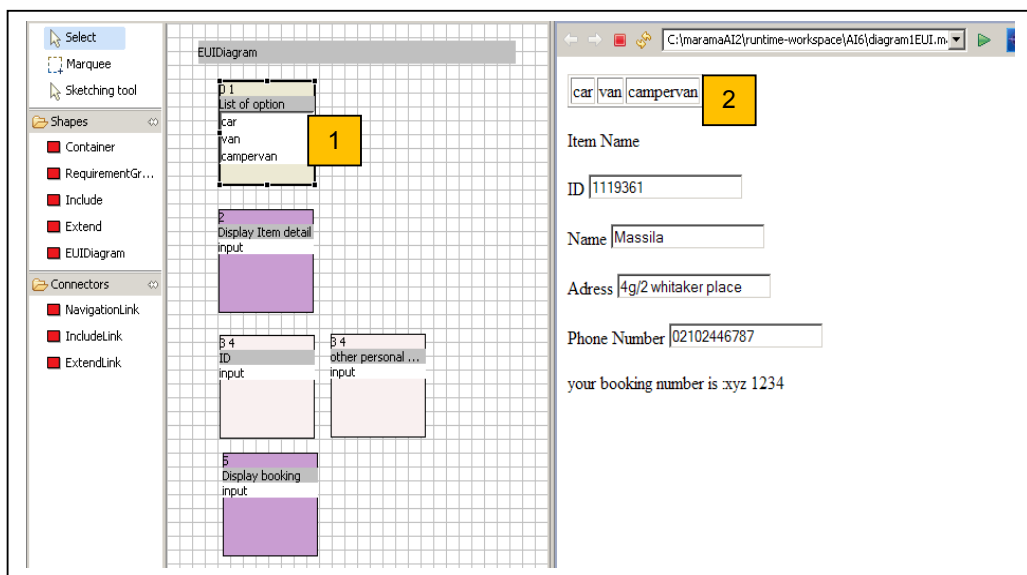 Select
Marquee
Sketching tool
Shapes
Container
RequirementGr...
Include
Extend
EUIDiagram
Connectors
NavigationLink
IncludeLink
ExtendLink
EUIDiagram
0 1
List of option
car
van
campervan
1
2
Display Item detail
input
3 4
ID
input
3 4
other personal ...
input
5
Display booking
input
C:\maramaAI2\runtime-workspace\AI6\diagram1EUI.m
car van campervan
2
Item Name
ID 1119361
Name Massila
Adress 4g/2 whitaker place
Phone Number 02102446787
your booking number is :xyz 1234